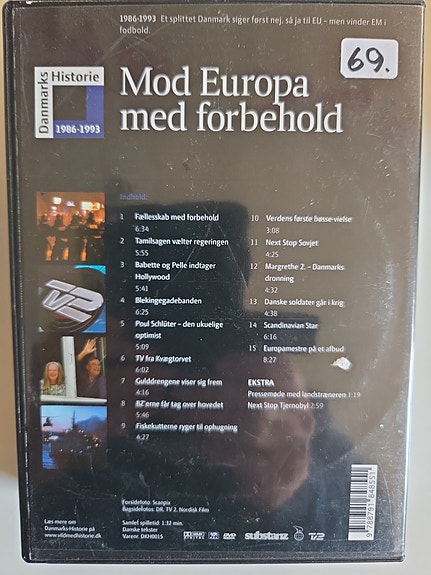 1986-1993 Et splittet Danmark siger først nej, så ja til EU – men vinder EM i
fodbold.
69.
Danmarks
Historie
1986-1993
Mod Europa
med forbehold
Indhold:
1 Fællesskab med forbehold
6:34
2 Tamilsagen vælter regeringen
5:55
3 Babette og Pelle indtager
Hollywood
5:41
4 Blekingegadebanden
6:25
5 Poul Schlüter – den ukuelige
optimist
5:09
6 TV fra Kvægtorvet
6:02
7 Gulddrengene viser sig frem
4:16
8 BZ'erne får tag over hovedet
5:46
9 Fiskekutterne ryger til ophugning
4:27
10 Verdens første bøsse-vielse
3:08
11 Next Stop Sovjet
4:25
12 Margrethe 2. – Danmarks
dronning
4:32
13 Danske soldater går i krig
4:38
14 Scandinavian Star
6:16
15 Europamestre på et afbud
8:27
EKSTRA
Pressemøde med landstræneren 1:19
Next Stop Tjernobyl 2:59
TV2
Læs mere om
Danmarks-Historie på
www.vildmedhistorie.dk
Forsidefoto: Scanpix
Bagsidefotos: DR, TV 2, Nordisk Film
Samlet spilletid: 1:32 min.
Danske tekster
Varenr. DKH0015
DVD
substanz
TV2
9 788791 848551